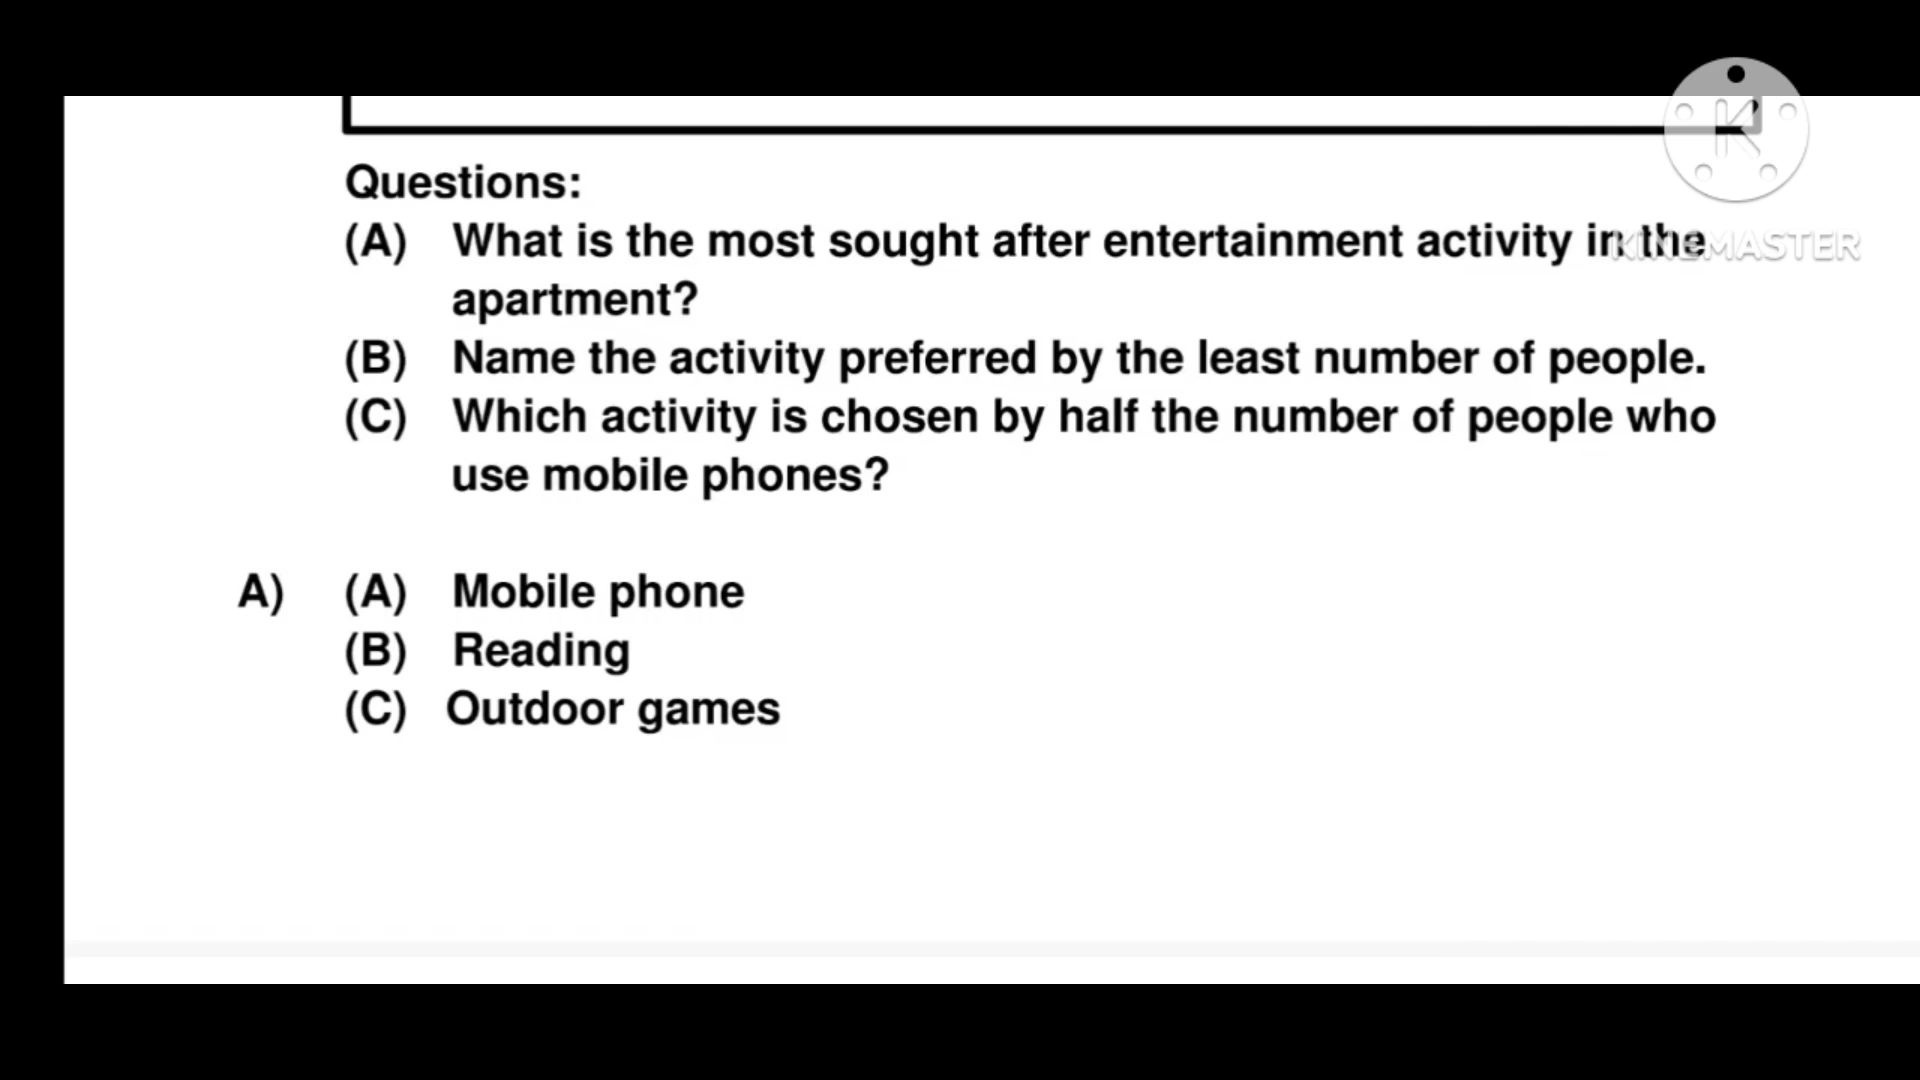 Questions:
(A) What is the most sought after entertainment activity in the
apartment?
(B) Name the activity preferred by the least number of people.
(C) Which activity is chosen by half the number of people who
use mobile phones?
A) (A) Mobile phone
(B) Reading
(C) Outdoor games
KINEMASTER